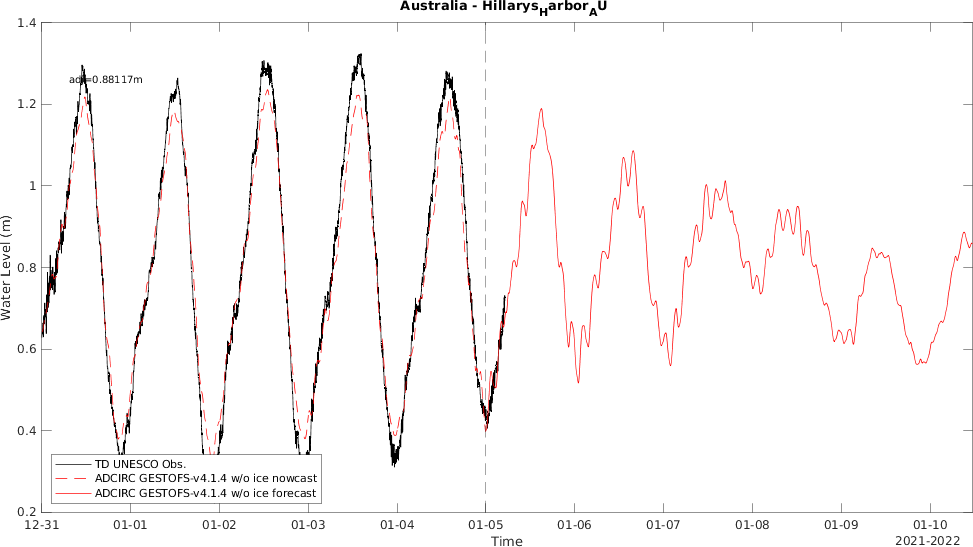 Australia - HillarysHarborAU
1.4
adj=0.88117m
1.2
1
0.8
0.6
0.4
0.2
Water Level (m)
TD UNESCO Obs.
ADCIRC GESTOFS-v4.1.4 w/o ice nowcast
ADCIRC GESTOFS-v4.1.4 w/o ice forecast
12-31 01-01 01-02 01-03 01-04 01-05 01-06 01-07 01-08 01-09 01-10
Time
2021-2022